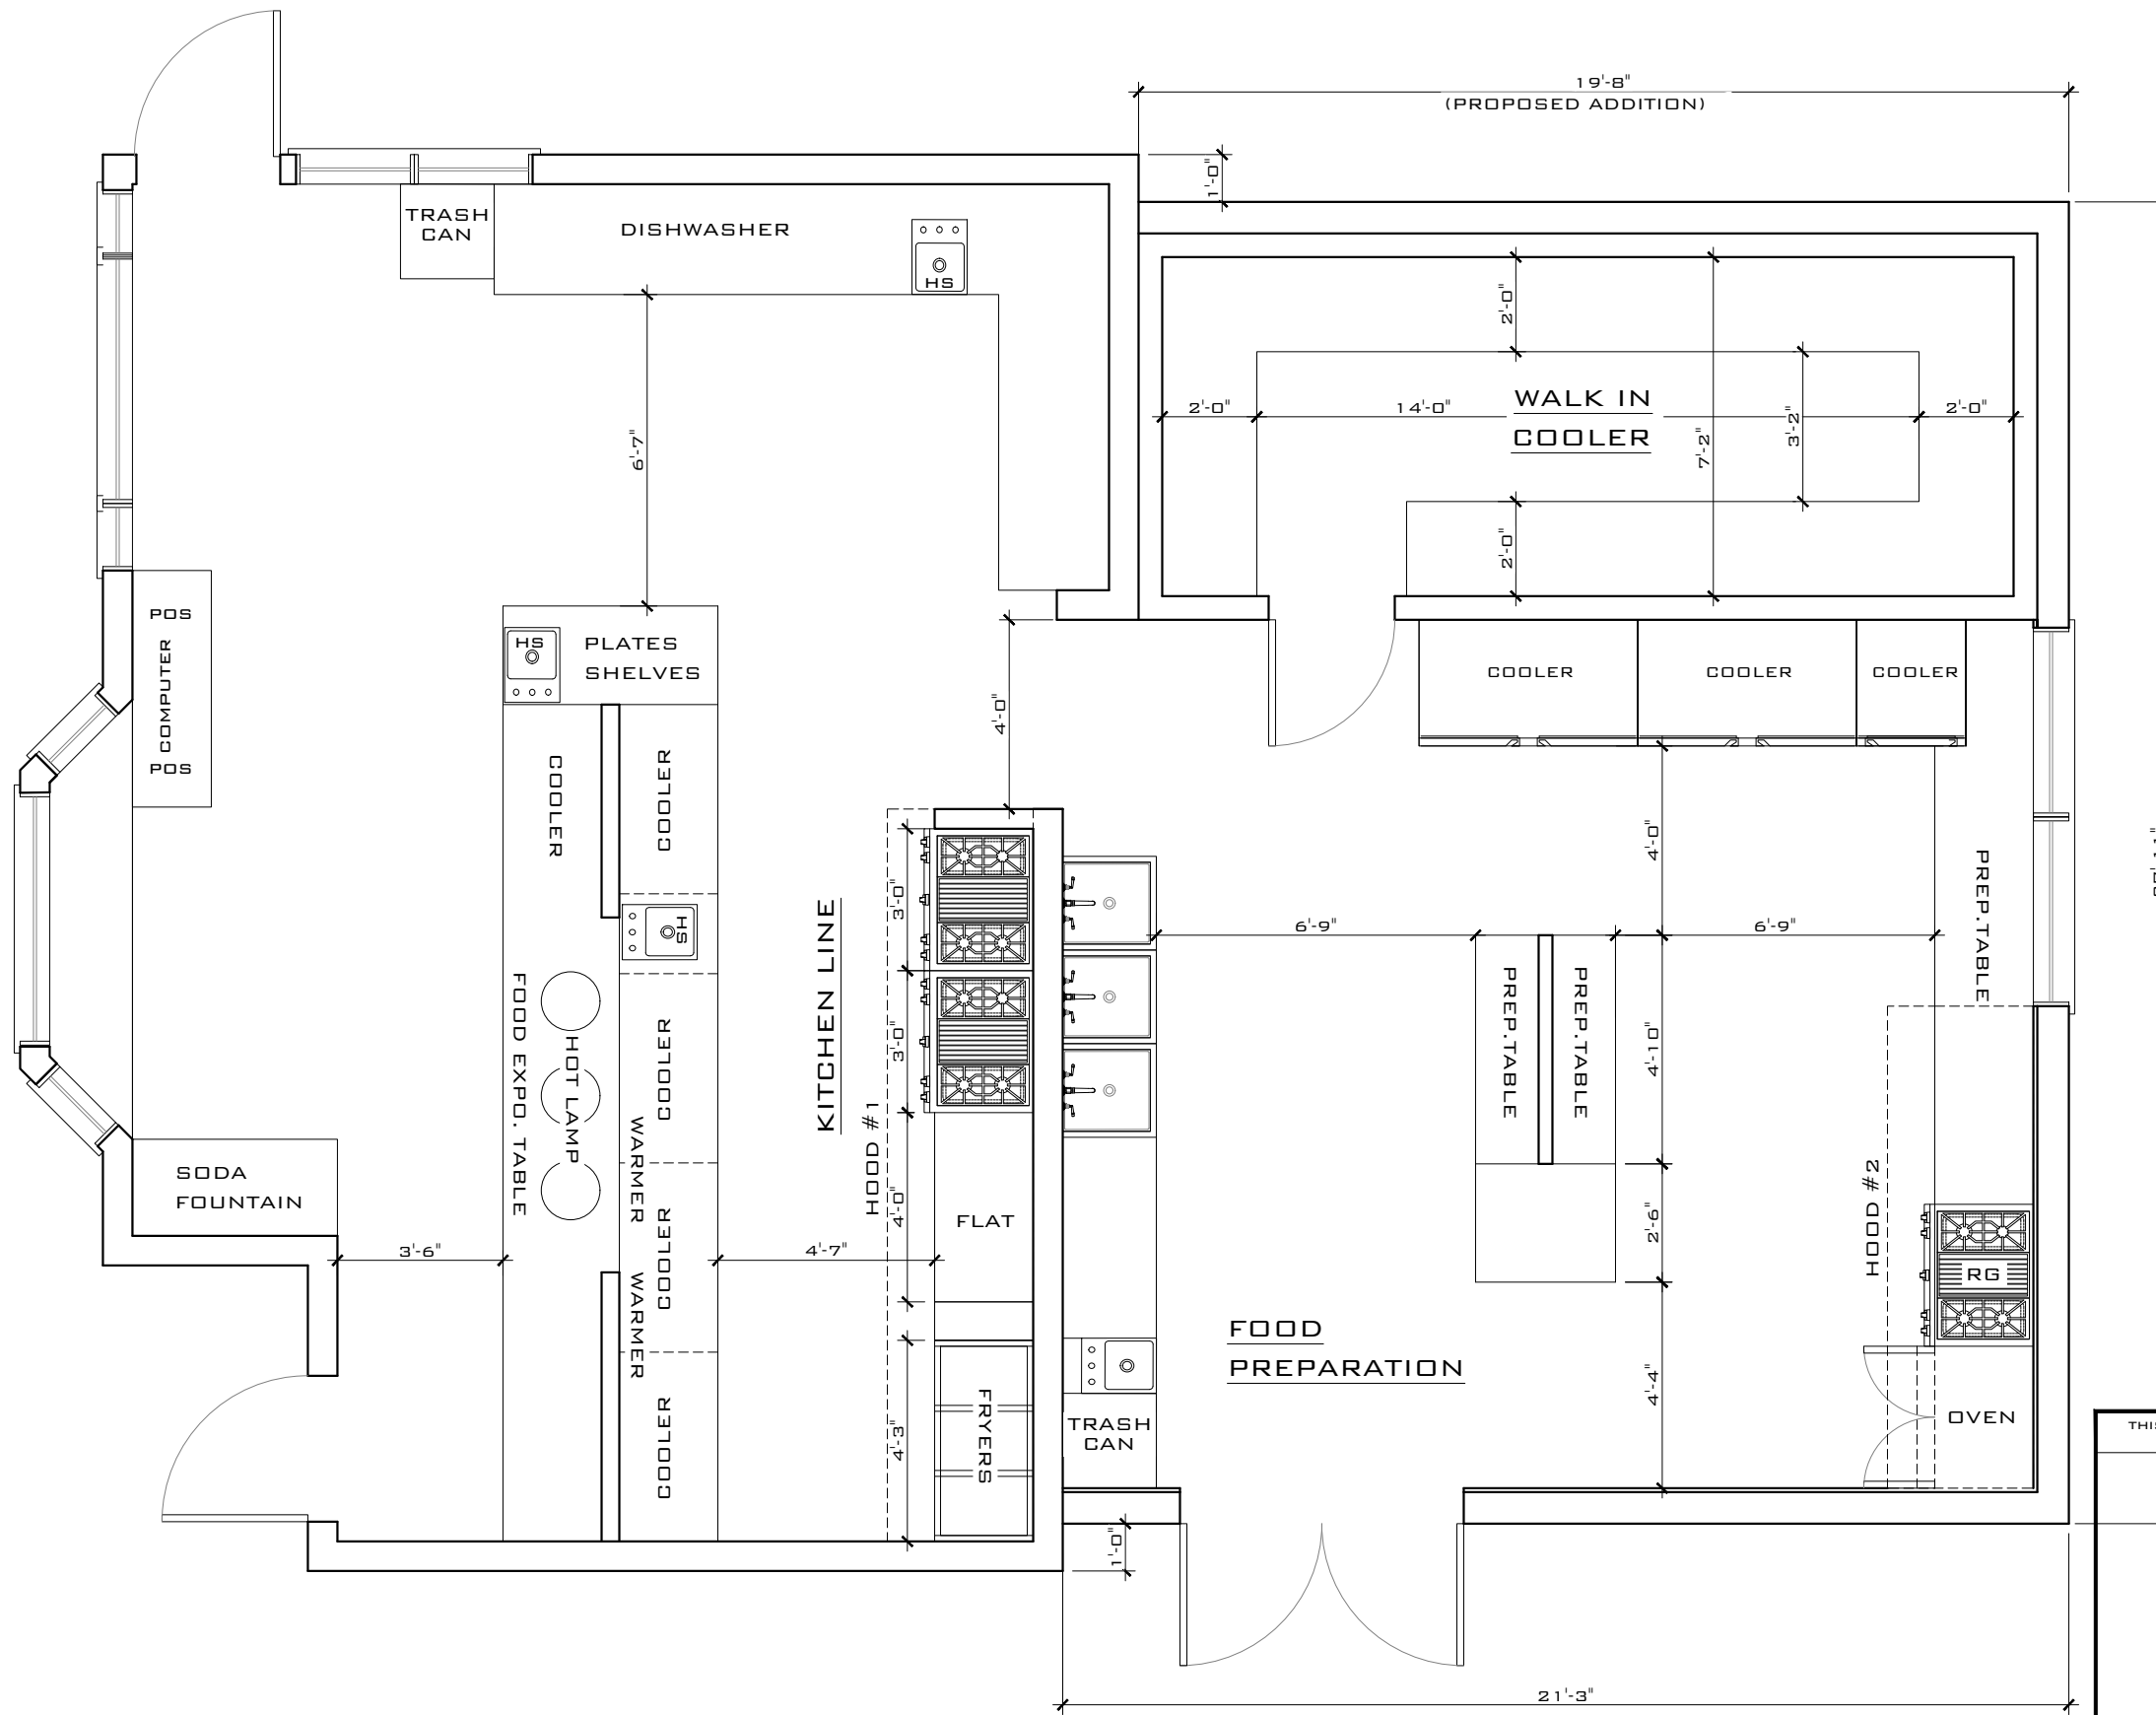 19'-8"
(PROPOSED ADDITION)
1'-0"
TRASH
CAN
DISHWASHER
HS
2'-0"
2'-0"
14'-0"
WALK IN
COOLER
7'-2"
3'-2"
2'-0"
2'-0"
6'-7"
POS
COMPUTER
POS
HS
PLATES
SHELVES
COOLER
COOLER
4'-0"
COOLER
COOLER
COOLER
4'-0"
PREP.TABLE
HS
KITCHEN LINE
3'-0"
3'-0"
6'-9"
6'-9"
PREP.TABLE
PREP.TABLE
4'-10"
FOOD EXPO. TABLE
HOT LAMP
COOLER
WARMER
COOLER
WARMER
COOLER
HOOD #1
4'-0"
FLAT
SODA
FOUNTAIN
3'-6"
4'-7"
2'-6"
HOOD #2
RG
FOOD
PREPARATION
4'-4"
4'-3"
FRYERS
TRASH
CAN
OVEN
1'-0"
21'-3"